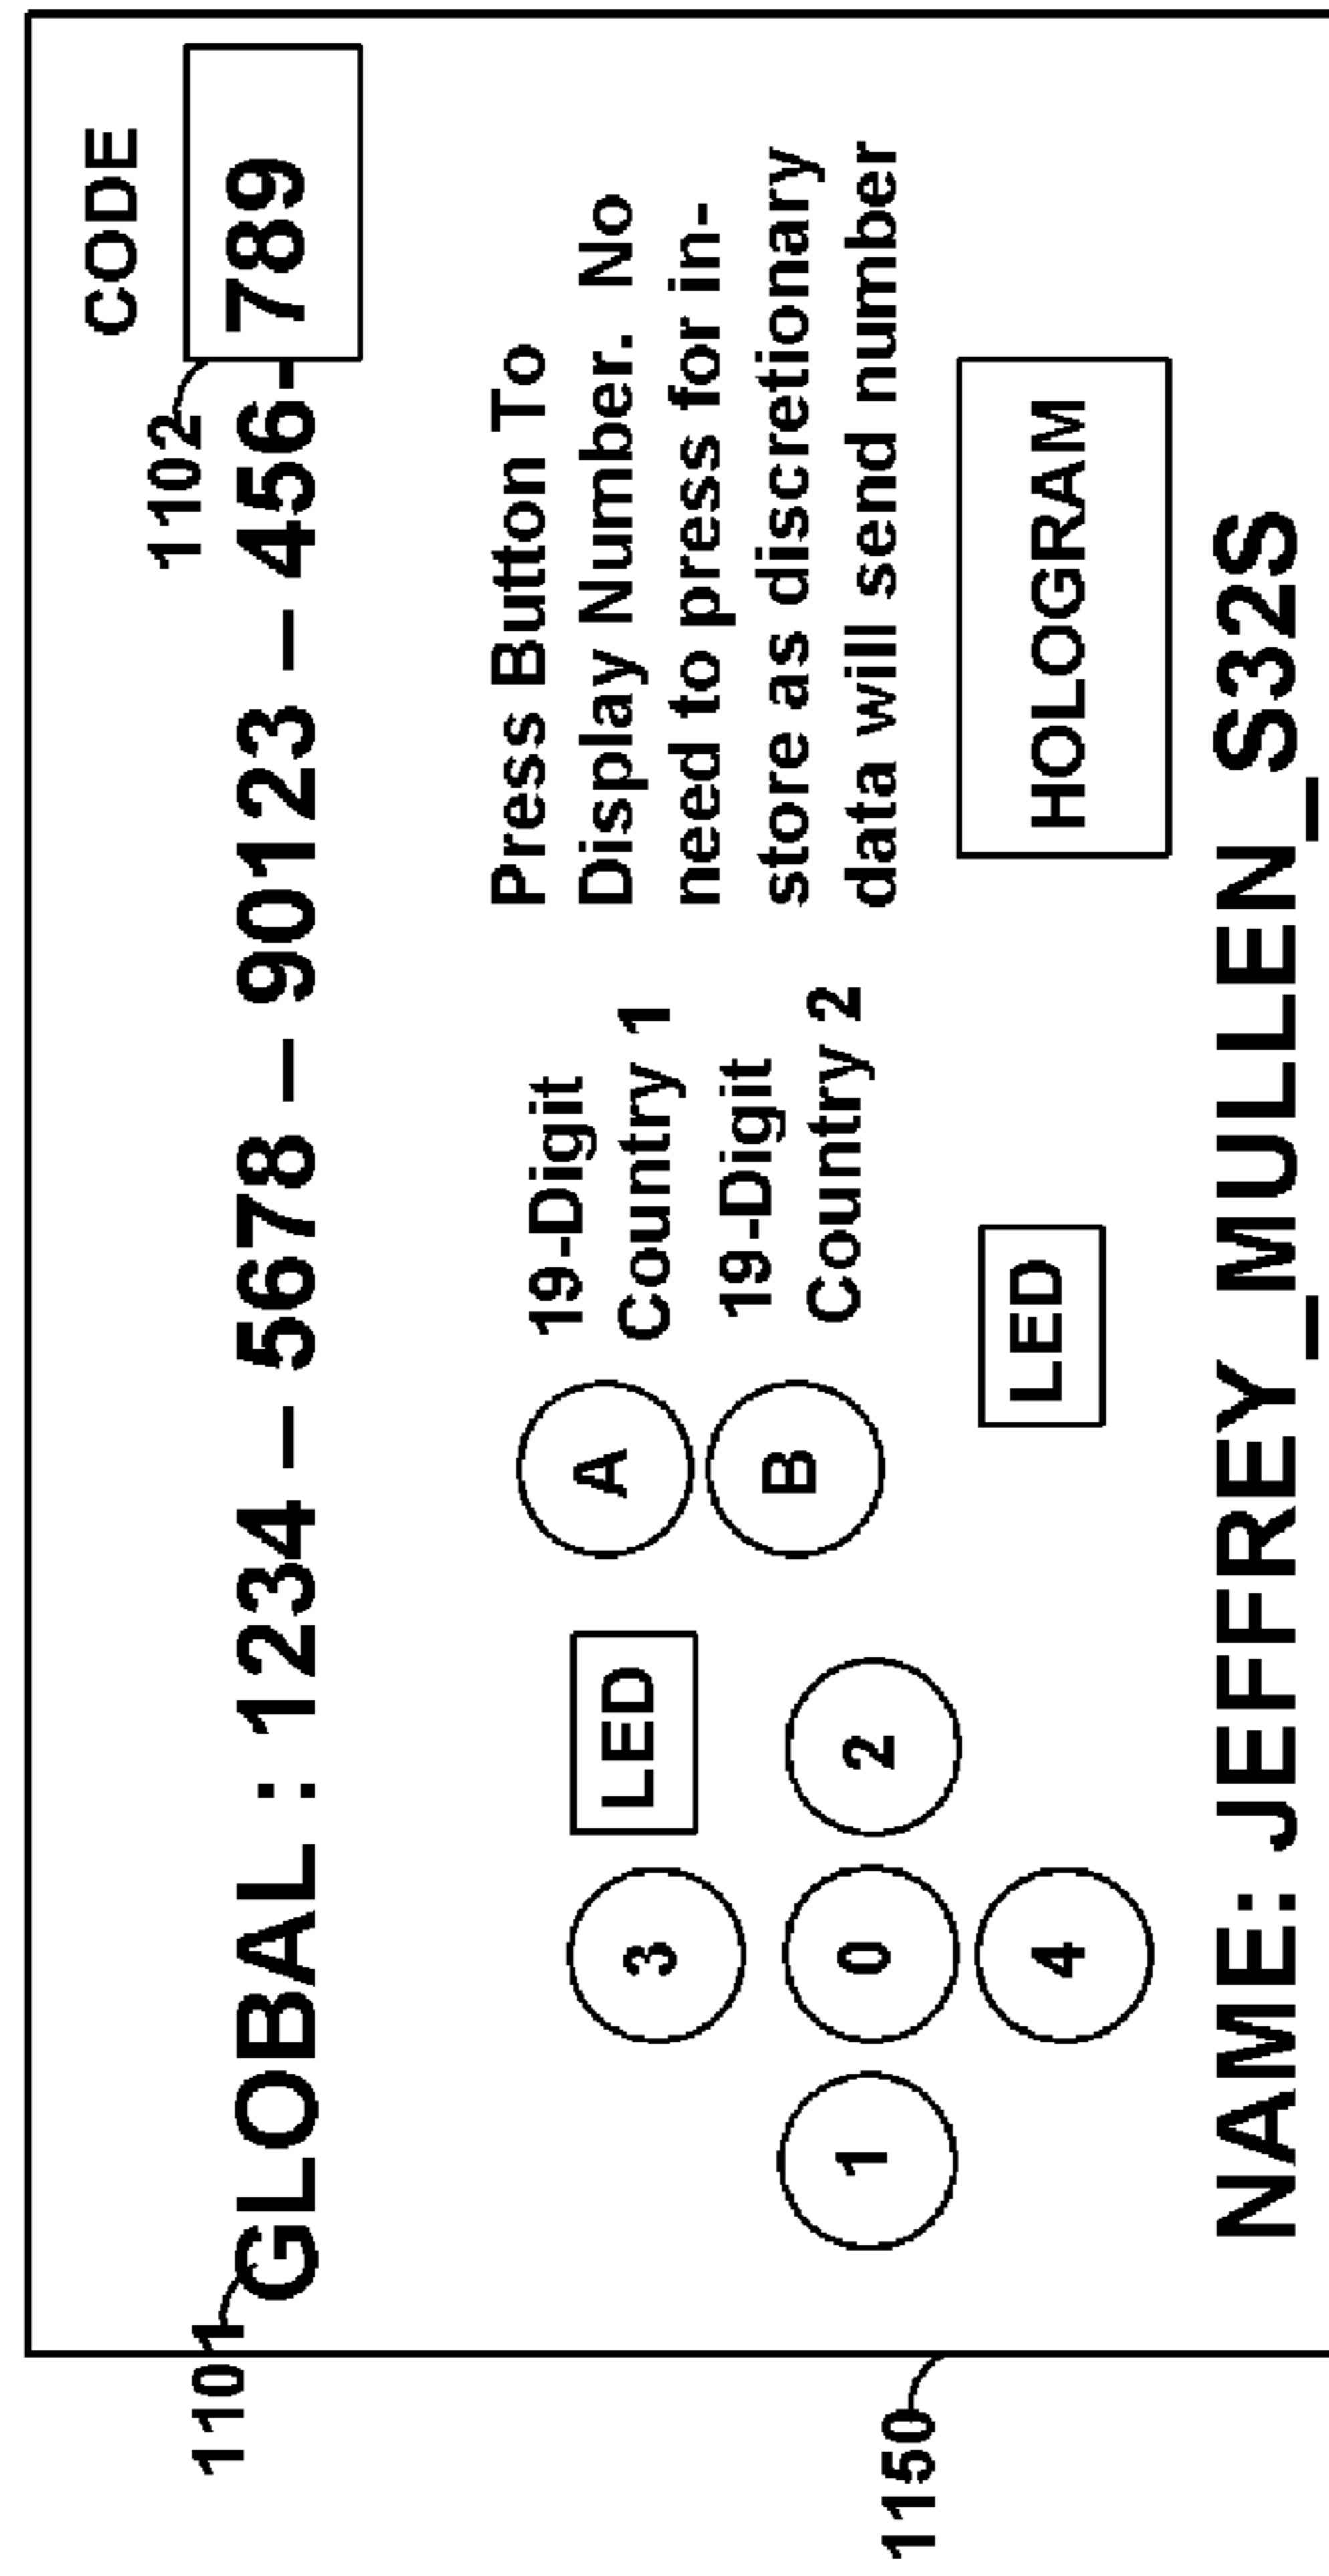 CODE
1102
1101
GLOBAL : 1234 – 5678 – 90123 – 456- 789
Press Button To
Display Number. No
need to press for in-
store as discretionary
data will send number
19-Digit
Country 1
19-Digit
Country 2
A
B
LED
3
1
0
2
4
LED
HOLOGRAM
1150
NAME: JEFFREY_MULLEN_S32S